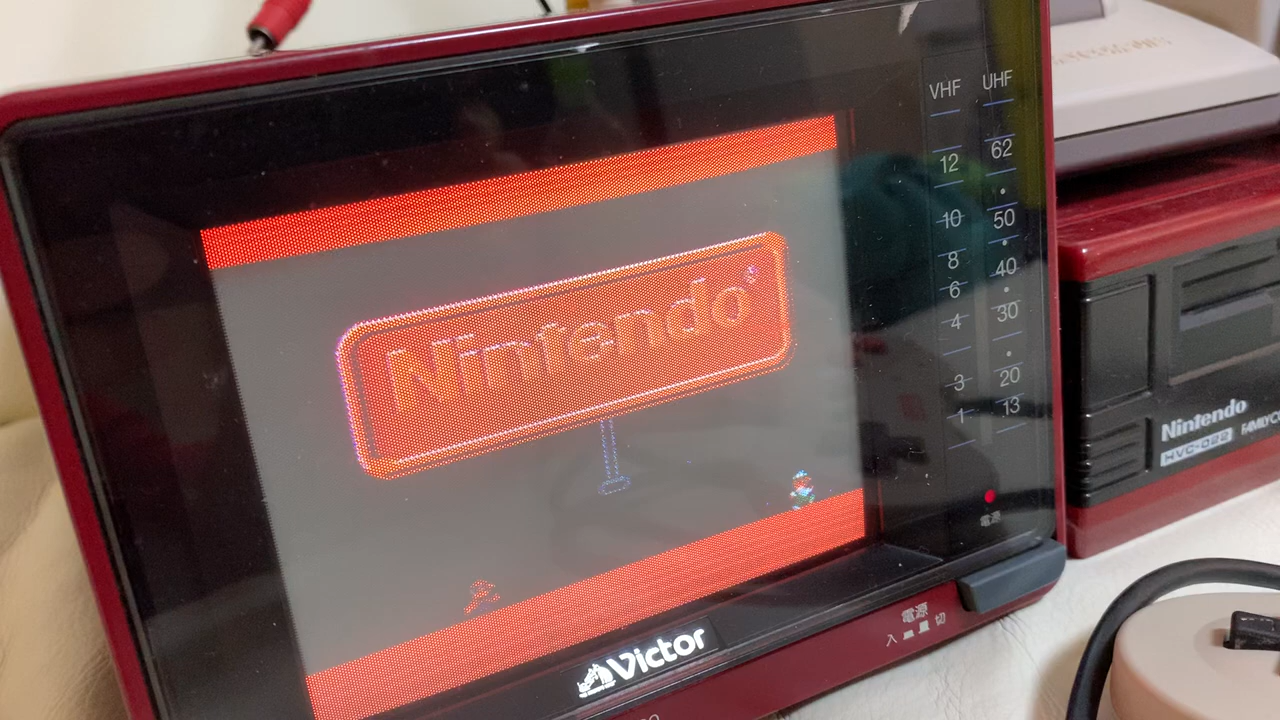 VHF UHF
62
12
10 50
8 40
6
4 30
3 20
1 13
Nintendo®
電源
電源
入 切
Victor
Nintendo
HVC-022